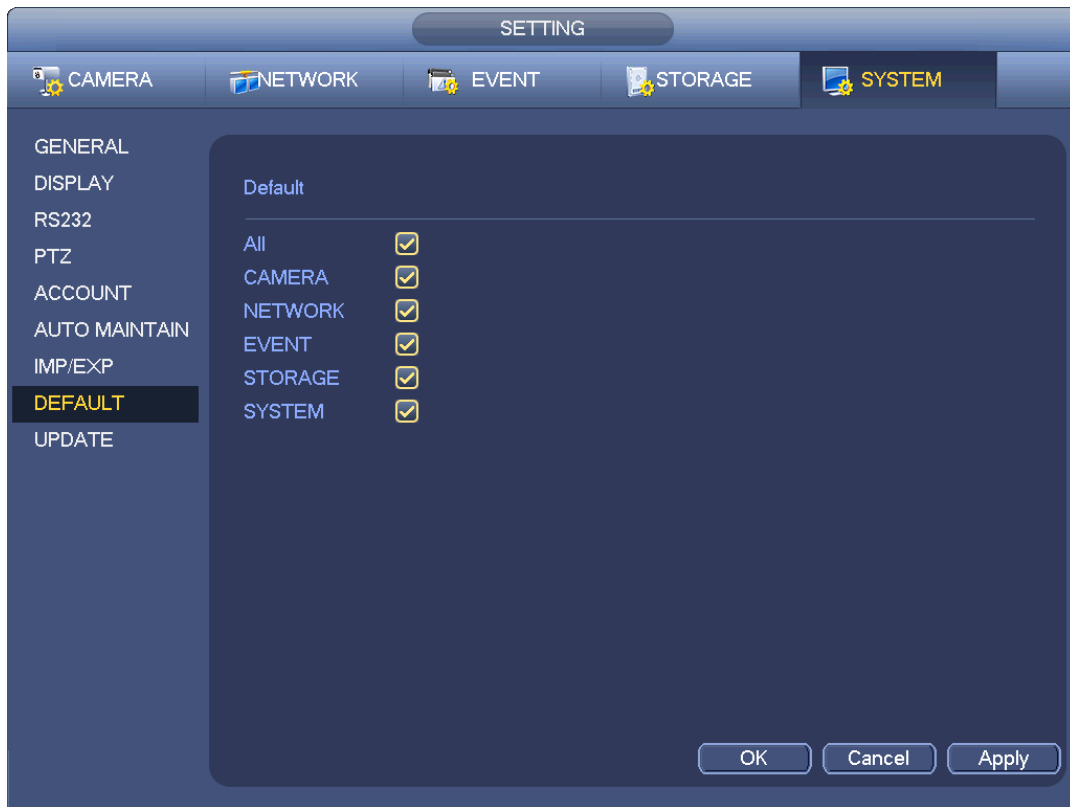 SETTING
CAMERA NETWORK EVENT STORAGE SYSTEM
GENERAL
DISPLAY
RS232
PTZ
ACCOUNT
AUTO MAINTAIN
IMP/EXP
DEFAULT
UPDATE
Default
All
CAMERA
NETWORK
EVENT
STORAGE
SYSTEM
OK Cancel Apply